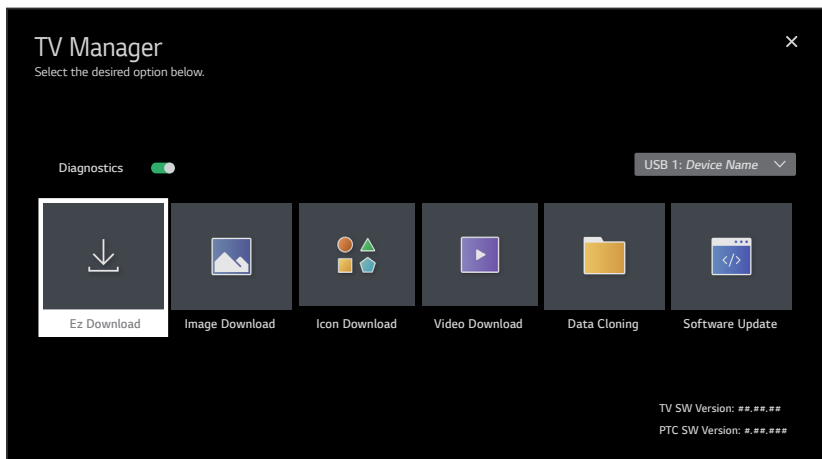 TV Manager
Select the desired option below.
Diagnostics
USB 1: Device Name
Ez Download
Image Download
Icon Download
Video Download
Data Cloning
Software Update
TV SW Version: ##.##.##
PTC SW Version: #.##.###